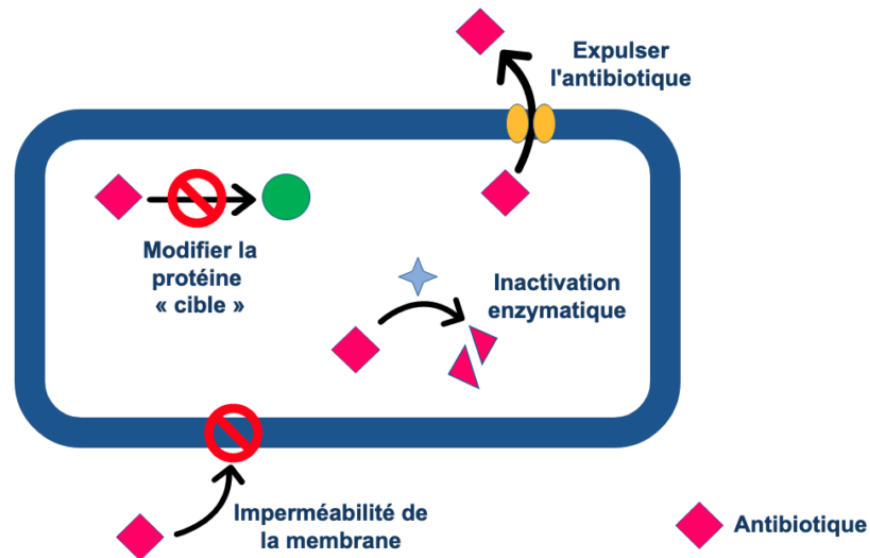 Expulser
l'antibiotique
Modifier la
protéine
« cible »
Inactivation
enzymatique
Imperméabilité de
la membrane
Antibiotique